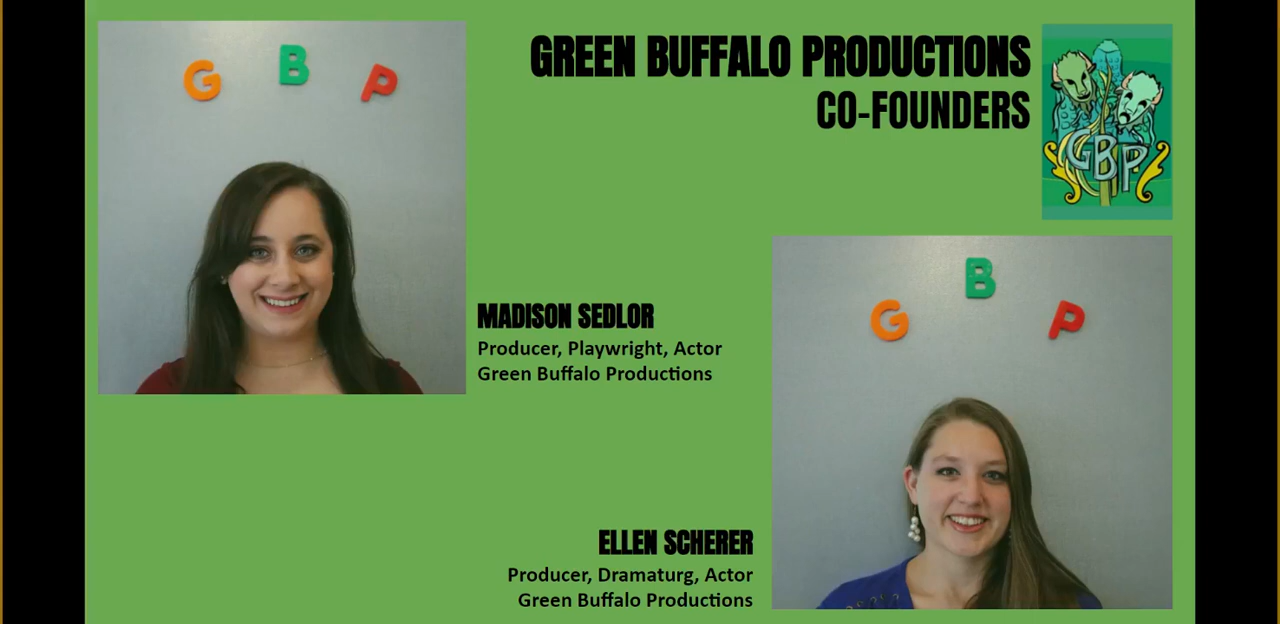 G B P
GREEN BUFFALO PRODUCTIONS
CO-FOUNDERS
GBP
MADISON SEDLOR
Producer, Playwright, Actor
Green Buffalo Productions
G B P
ELLEN SCHERER
Producer, Dramaturg, Actor
Green Buffalo Productions